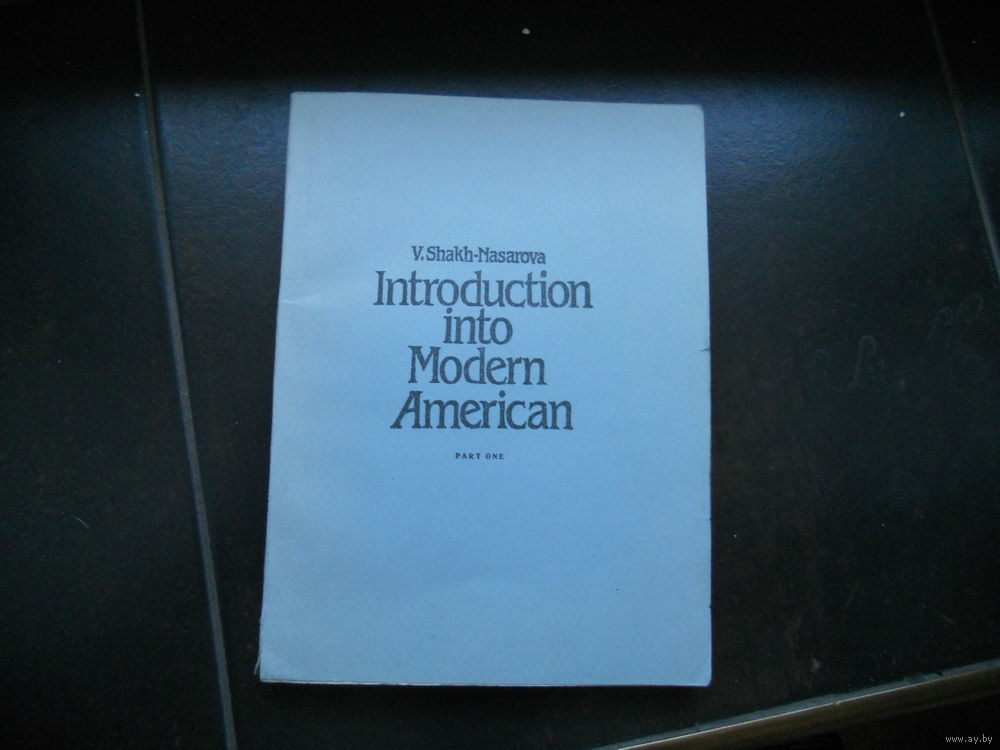 V. Shakh-Nasarova
Introduction
into
Modern
American
PART ONE
www.ay.by